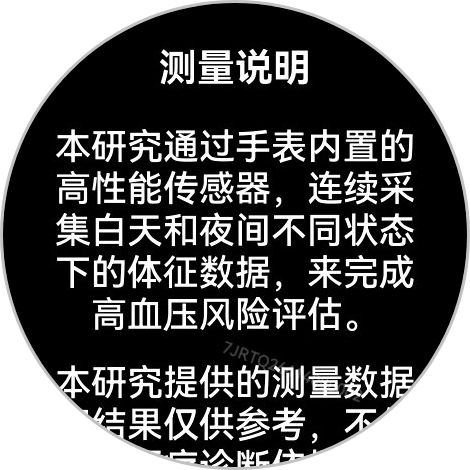 测量说明
本研究通过手表内置的
高性能传感器，连续采
集白天和夜间不同状态
下的体征数据，来完成
高血压风险评估。
本研究提供的测量数据
结果仅供参考，不
诊断依